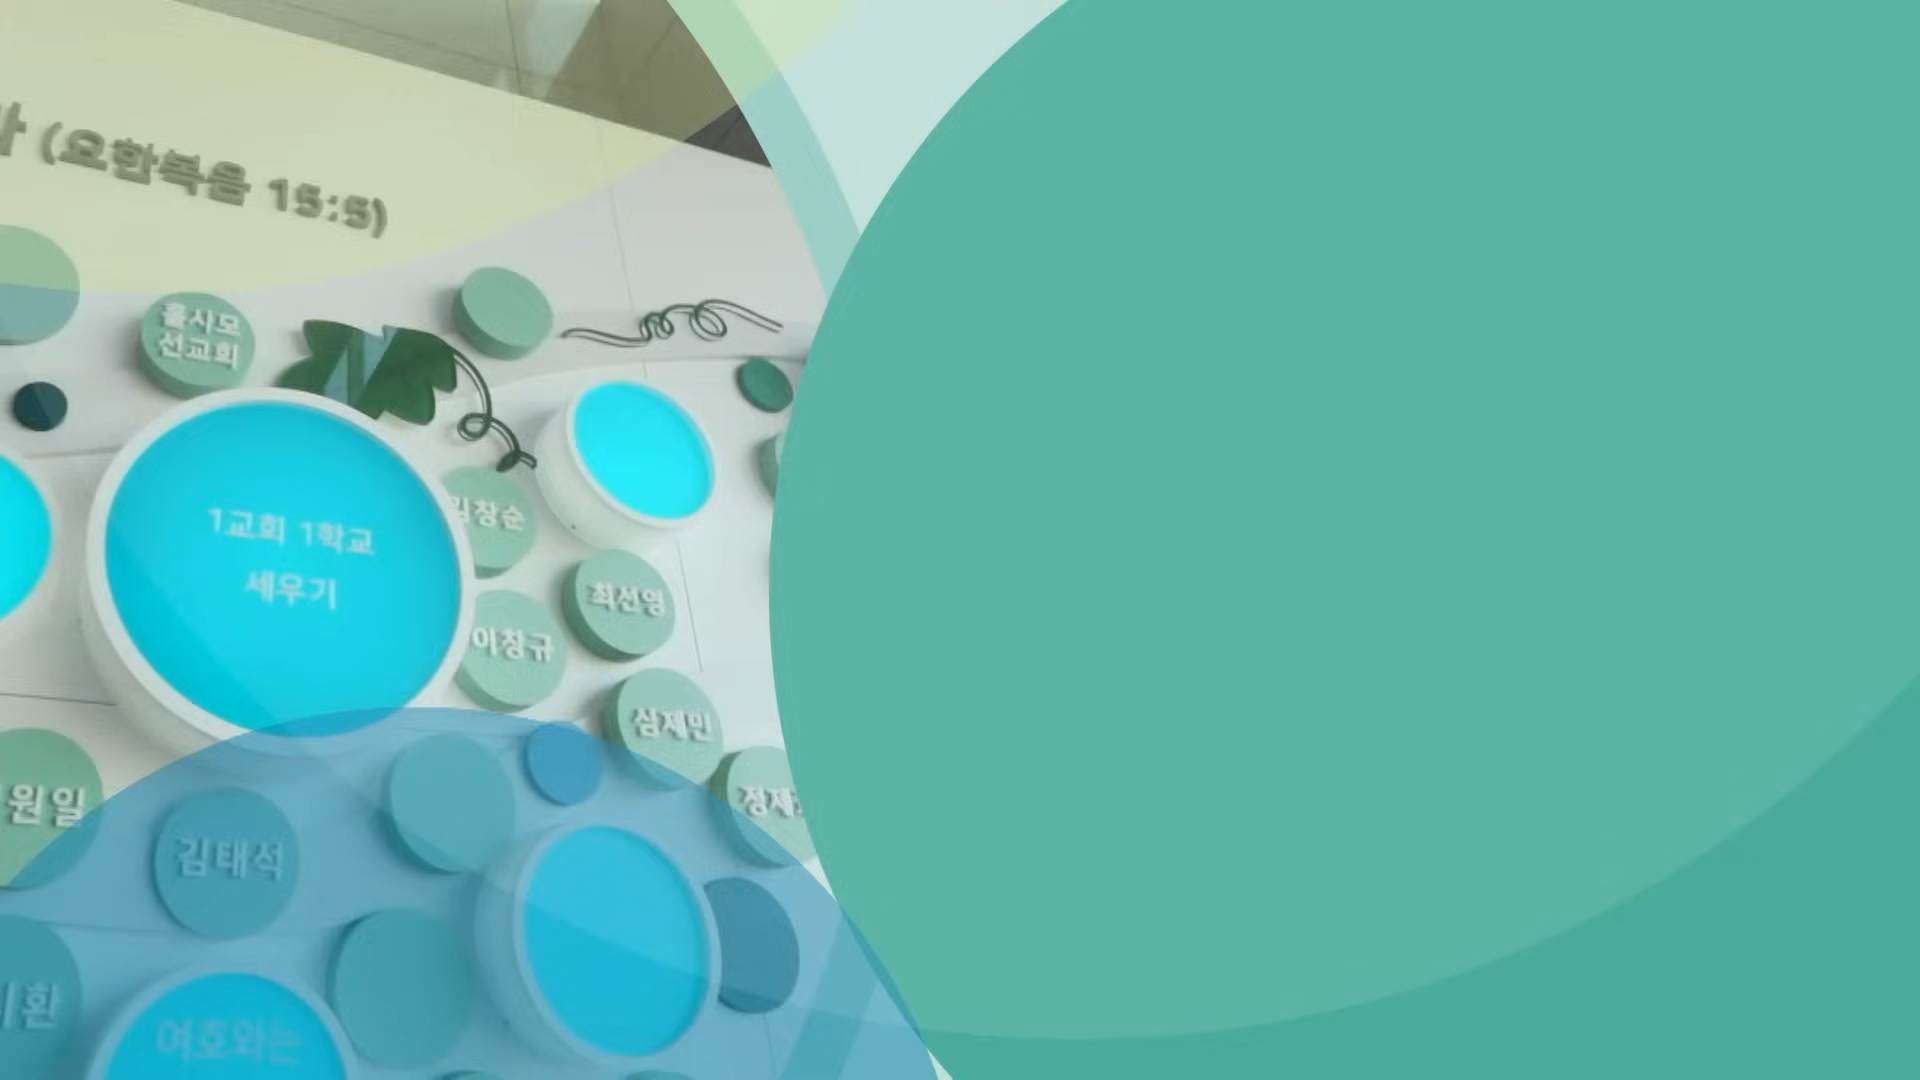 (요한복음 15:5)
홀사모
선교회
김창순
1교회 1학교
세우기
최선영
이창규
심제민
정제
원일
김태석
환
여호와는